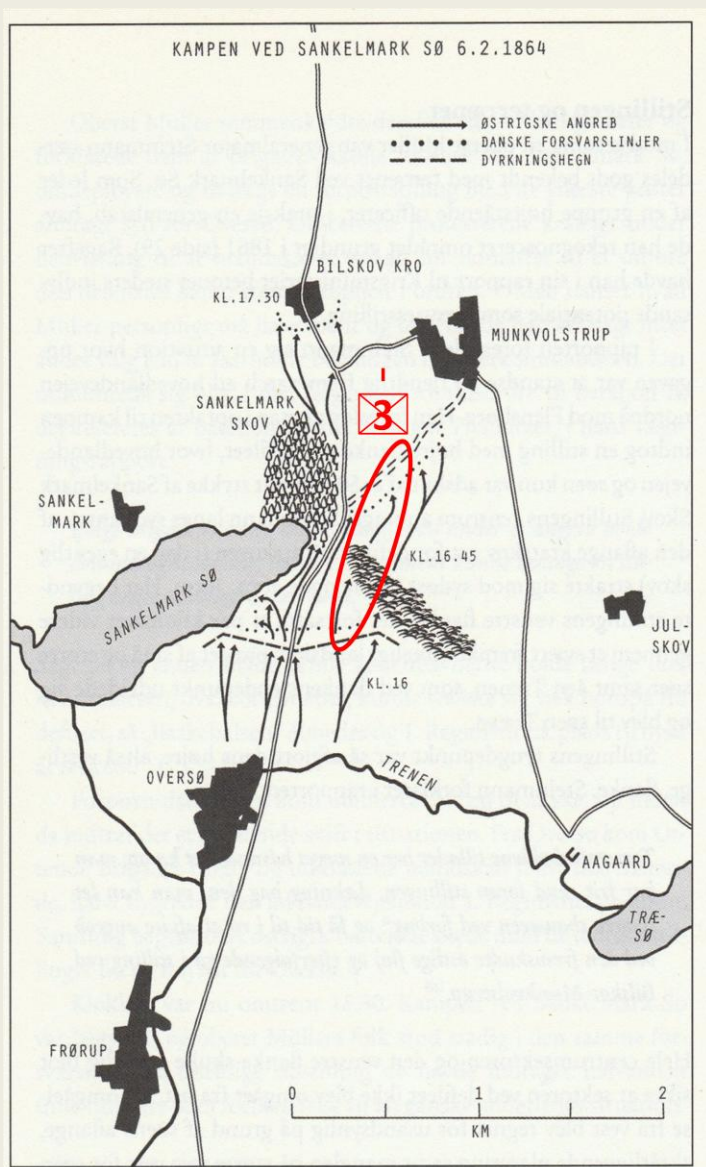 KAMPEN VED SANKELMARK SØ 6.2.1864
ØSTRIGSKE ANGREB
DANSKE FORSVARSLINJER
DYRKNINGSHEGN
BILSKOV KRO
KL.17.30
MUNKVOLSTRUP
SANKELMARK
SKOV
3
SANKEL-
MARK
KL.16.45
SANKELMARK SØ
JUL-
SKOV
KL.16
OVERSØ
TRENEN
AAGAARD
TRÆ-
SØ
FRØRUP
0 1 2
KM